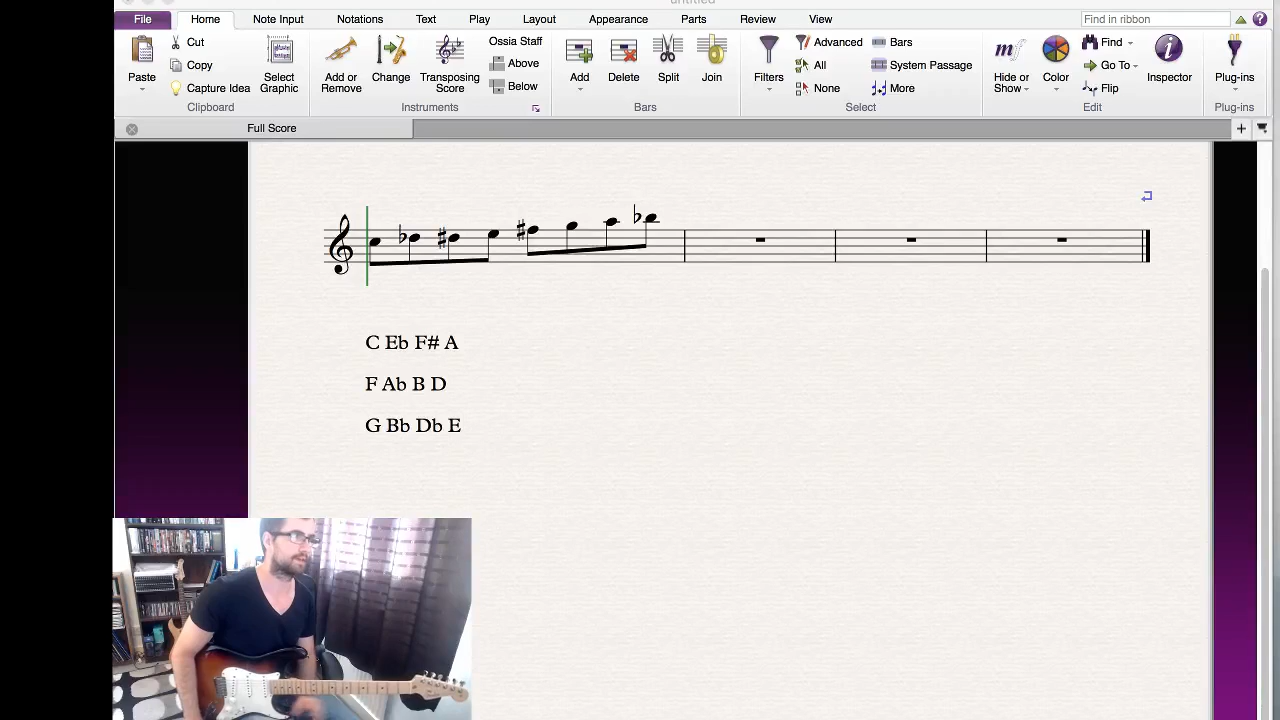 untitled
File Home Note Input Notations Text Play Layout Appearance Parts Review View Find in ribbon
Paste Cut Copy Capture Idea Select Graphic Clipboard
Add or Remove Change Transposing Score Ossia Staff Above Below Instruments
Add Delete Split Join Bars
Filters Advanced All None Bars System Passage More Select
Hide or Show Color Find Go To Flip Inspector Edit
Plug-ins Plug-ins
Full Score
C Eb F# A
F Ab B D
G Bb Db E